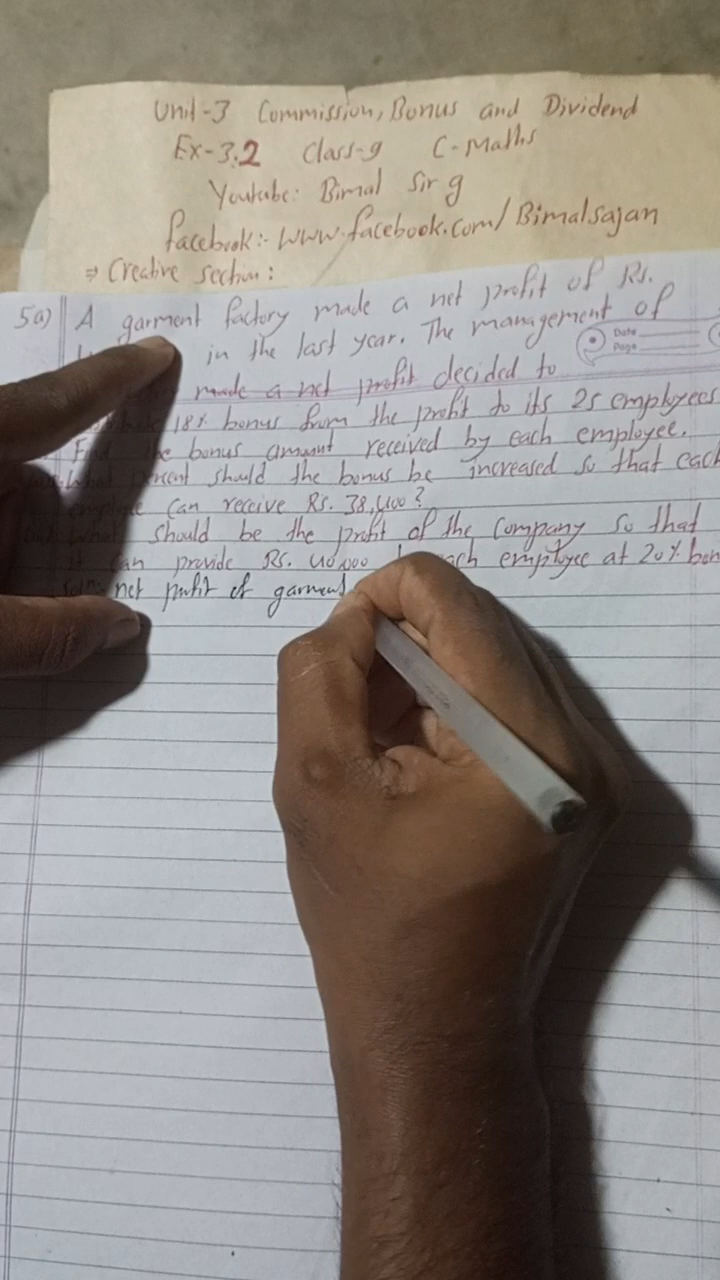 Unit-3 Commission, Bonus and Dividend
Ex-3.2 Class-9 C-Maths
Youtube: Bimal Sir g
Facebook:- www.facebook.com/Bimalsajan
⇒ Creative section:
5a) A garment factory made a net profit of Rs.
in the last year. The management of
Date
Page
made a net profit decided to
18% bonus from the profit to its 25 employees
the bonus amount received by each employee.
should the bonus be increased so that each
can receive Rs. 38,400?
should be the profit of the company so that
can provide Rs. 40,000 each employee at 20% bon
net profit of garment